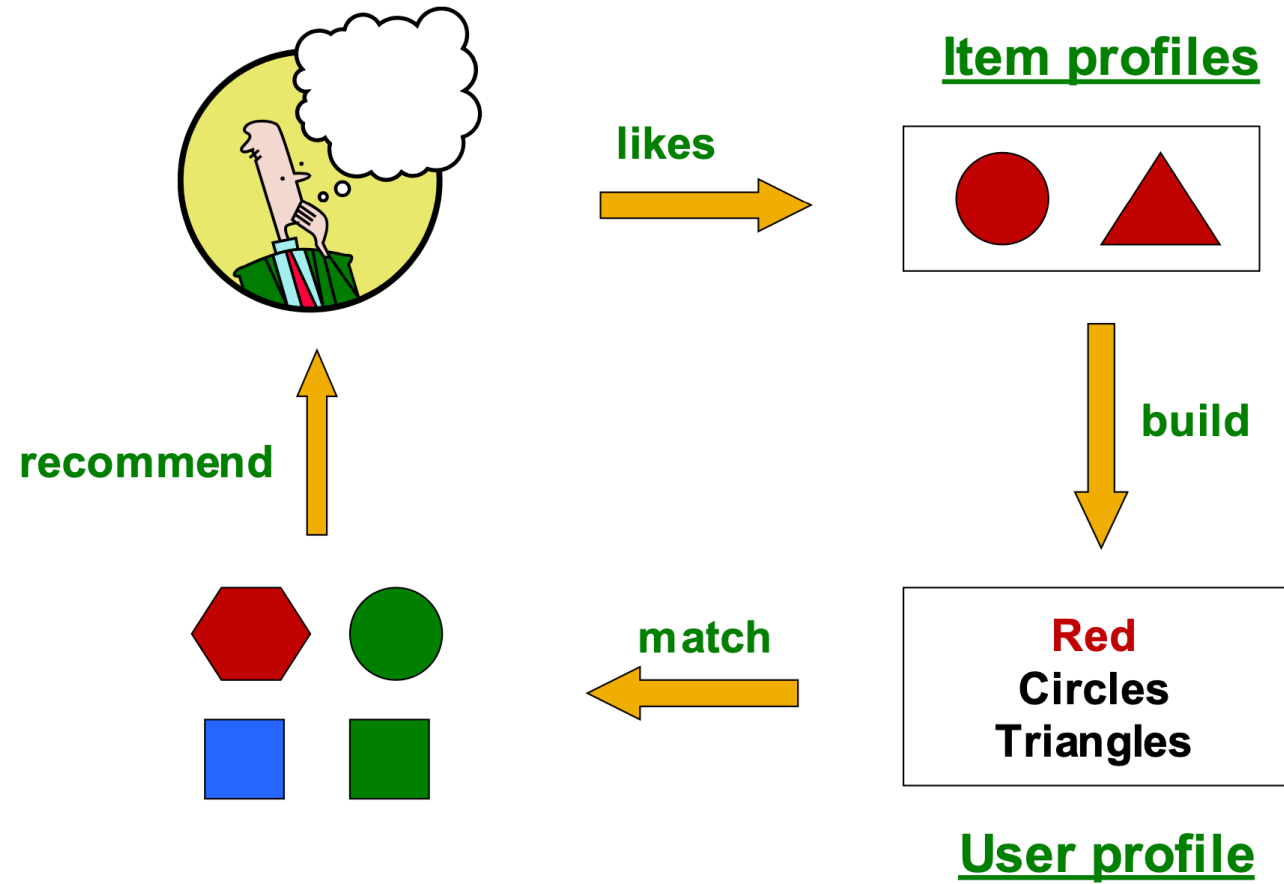 Item profiles
likes
build
recommend
match
Red
Circles
Triangles
User profile